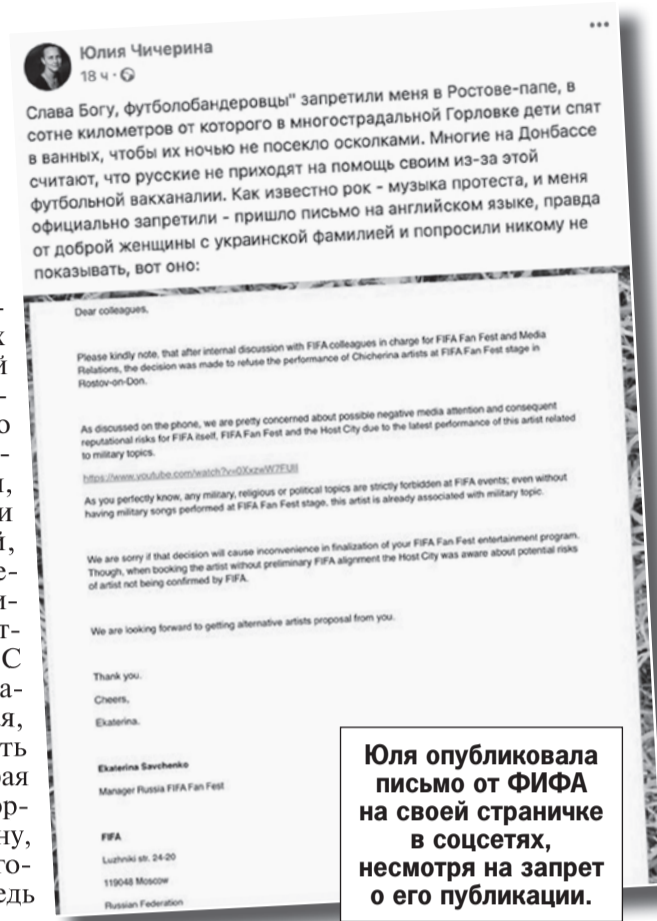 Юлия Чичерина
18 ч ·
Слава Богу, футболобандеровцы" запретили меня в Ростове-папе, в
сотне километров от которого в многострадальной Горловке дети спят
в ванных, чтобы их ночью не посекло осколками. Многие на Донбассе
считают, что русские не приходят на помощь своим из-за этой
футбольной вакханалии. Как известно рок - музыка протеста, и меня
официально запретили - пришло письмо на английском языке, правда
от доброй женщины с украинской фамилией и попросили никому не
показывать, вот оно:
Dear colleagues,
Please kindly note, that after internal discussion with FIFA colleagues in charge for FIFA Fan Fest and Media
Relations, the decision was made to refuse the performance of Chicherina artists at FIFA Fan Fest stage in
Rostov-on-Don.
As discussed on the phone, we are pretty concerned about possible negative media attention and consequent
reputational risks for FIFA itself, FIFA Fan Fest and the Host City due to the latest performance of this artist related
to military topics.
https://www.youtube.com/watch?v=0XxzwW7FUII
As you perfectly know, any military, religious or political topics are strictly forbidden at FIFA events; even without
having military songs performed at FIFA Fan Fest stage, this artist is already associated with military topic.
We are sorry if that decision will cause inconvenience in finalization of your FIFA Fan Fest entertainment program.
Though, when booking the artist without preliminary FIFA alignment the Host City was aware about potential risks
of artist not being confirmed by FIFA.
We are looking forward to getting alternative artists proposal from you.
Thank you.
Cheers,
Ekaterina.
Ekaterina Savchenko
Manager Russia FIFA Fan Fest
FIFA
Luzhniki str. 24-20
119048 Moscow
Russian Federation
Юля опубликовала
письмо от ФИФА
на своей страничке
в соцсетях,
несмотря на запрет
о его публикации.